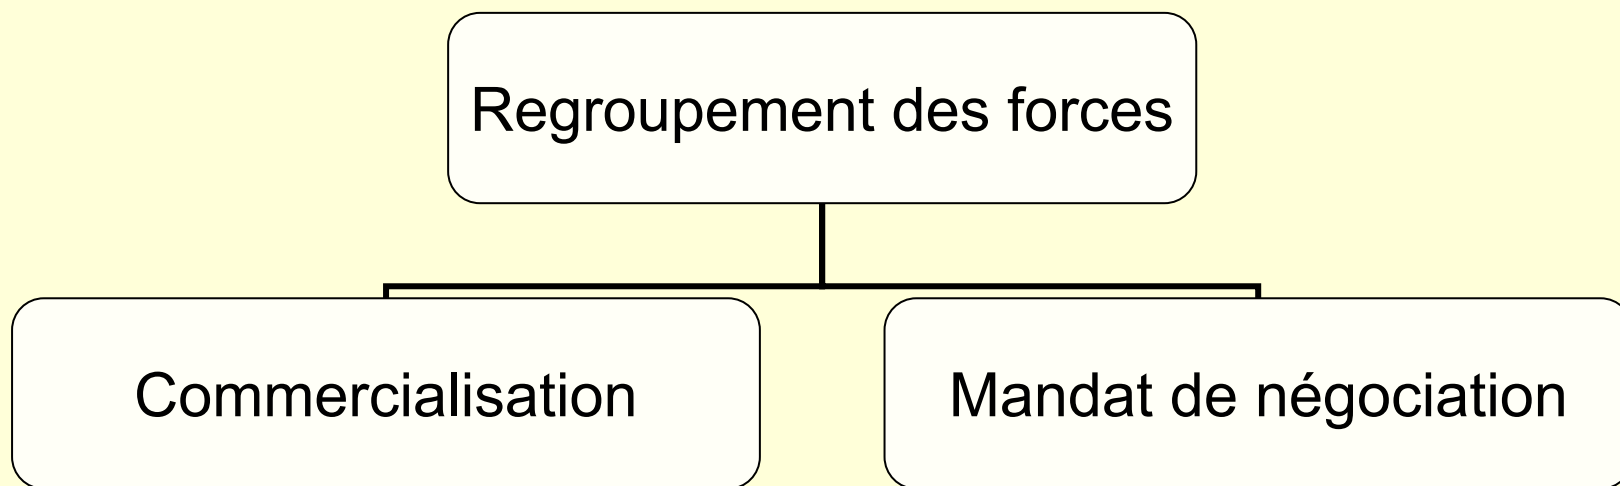 Regroupement des forces
Commercialisation
Mandat de négociation